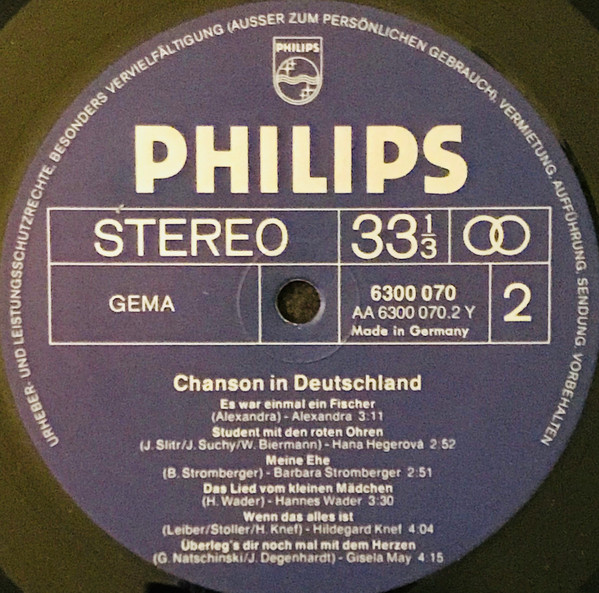 URHEBER- UND LEISTUNGSSCHUTZRECHTE, BESONDERS VERVIELFÄLTIGUNG (AUSSER ZUM PERSÖNLICHEN GEBRAUCH), VERMIETUNG, AUFFÜHRUNG, SENDUNG VORBEHALTEN
PHILIPS
PHILIPS
STEREO 33 1/3
GEMA 6300 070 2
AA 6300 070.2 Y
Made in Germany
Chanson in Deutschland
Es war einmal ein Fischer
(Alexandra) - Alexandra 3:11
Student mit den roten Ohren
(J. Slitr/J. Suchy/W. Biermann) - Hana Hegerová 2:52
Meine Ehe
(B. Stromberger) - Barbara Stromberger 2:51
Das Lied vom kleinen Mädchen
(H. Wader) - Hannes Wader 3:30
Wenn das alles ist
(Leiber/Stoller/H. Knef) - Hildegard Knef 4:04
Überleg's dir noch mal mit dem Herzen
(G. Natschinski/J. Degenhardt) - Gisela May 4:15